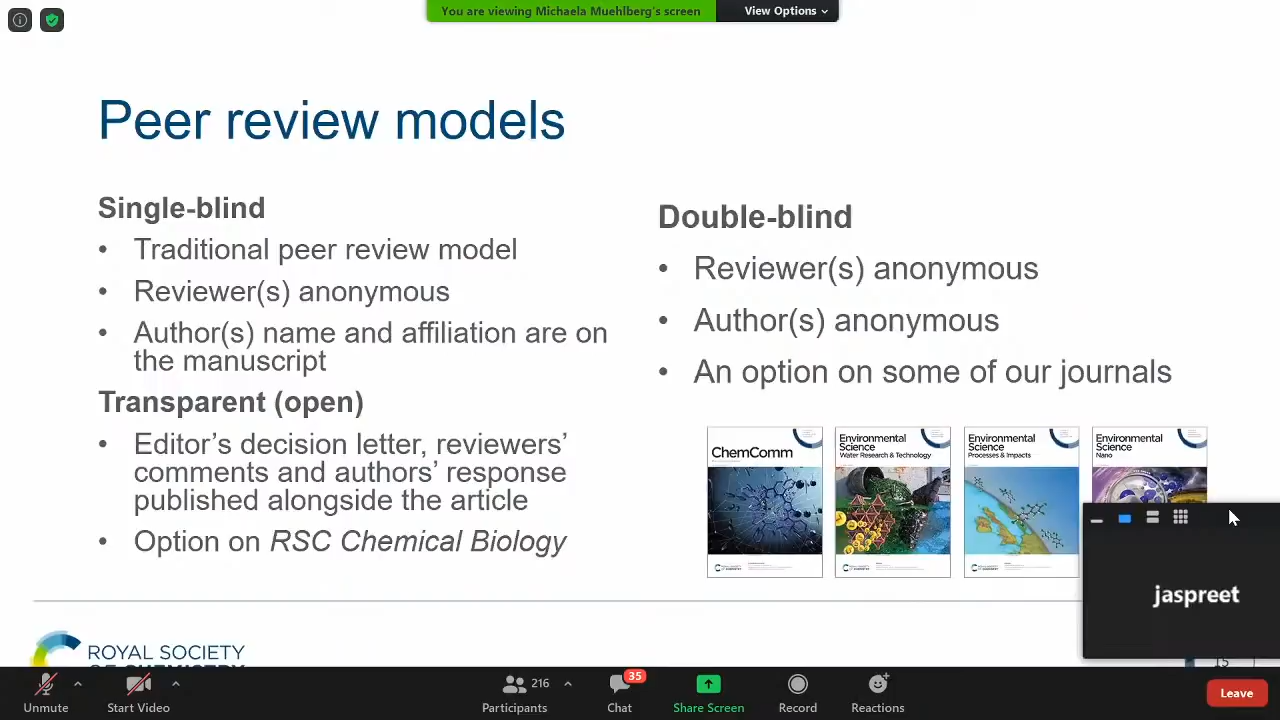 You are viewing Michaela Muehlberg's screen
View Options
Peer review models
Single-blind
• Traditional peer review model
• Reviewer(s) anonymous
• Author(s) name and affiliation are on
the manuscript
Transparent (open)
• Editor’s decision letter, reviewers’
comments and authors’ response
published alongside the article
• Option on RSC Chemical Biology
Double-blind
• Reviewer(s) anonymous
• Author(s) anonymous
• An option on some of our journals
ChemComm
Environmental
Science
Water Research & Technology
Environmental
Science
Processes & Impacts
Environmental
Science
Nano
jaspreet
ROYAL SOCIETY
OF CHEMISTRY
15
Unmute
Start Video
216
Participants
35
Chat
Share Screen
Record
Reactions
Leave